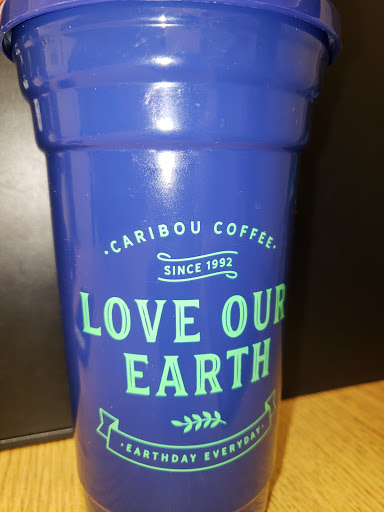 ·CARIBOU COFFEE·
SINCE 1992
LOVE OUR
EARTH
·EARTHDAY EVERYDAY·